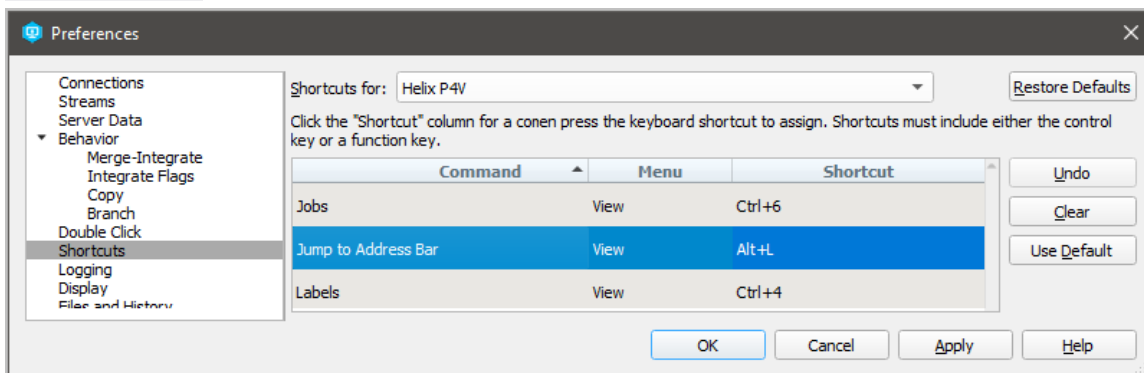 Preferences
Connections
Streams
Server Data
Behavior
Merge-Integrate
Integrate Flags
Copy
Branch
Double Click
Shortcuts
Logging
Display
Files and History
Shortcuts for: Helix P4V
Restore Defaults
Click the "Shortcut" column for a conen press the keyboard shortcut to assign. Shortcuts must include either the control
key or a function key.
Command Menu Shortcut
Jobs View Ctrl+6
Jump to Address Bar View Alt+L
Labels View Ctrl+4
Undo
Clear
Use Default
OK Cancel Apply Help